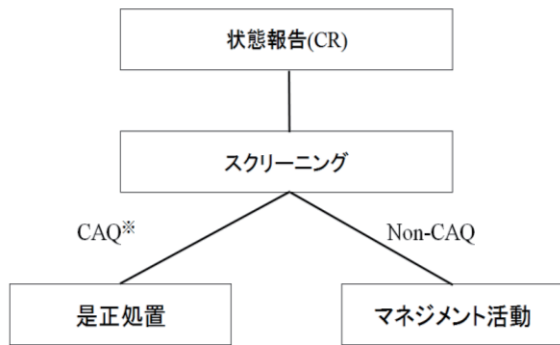 状態報告(CR)
スクリーニング
CAQ※
Non-CAQ
是正処置
マネジメント活動